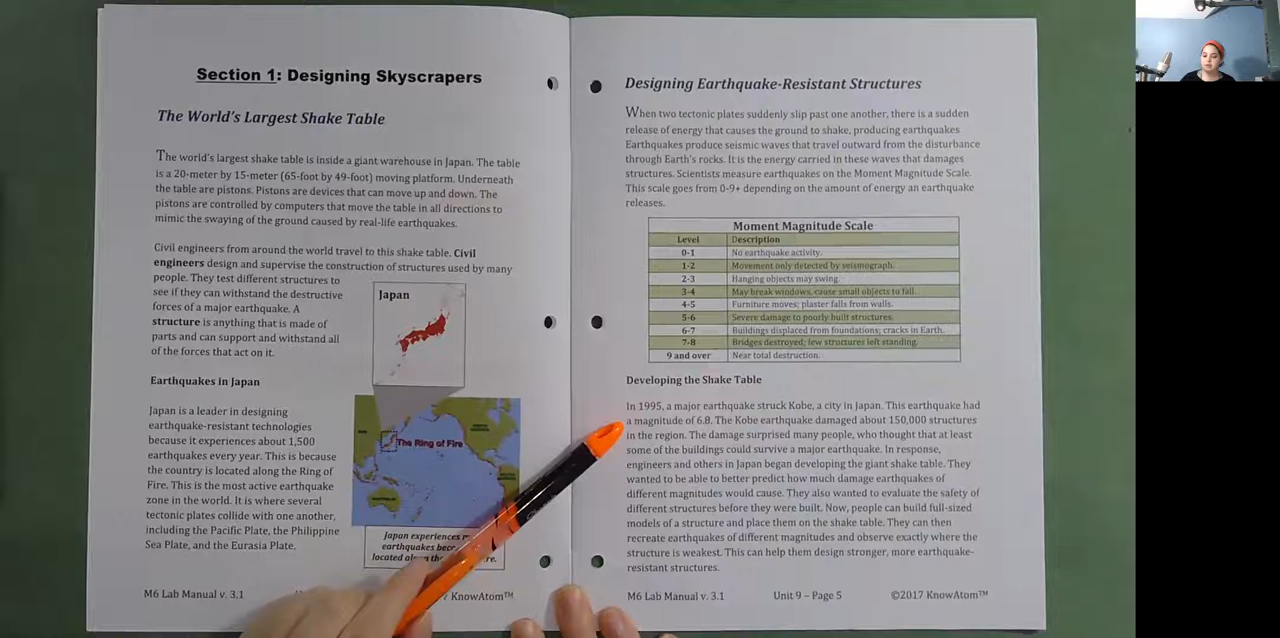 Section 1: Designing Skyscrapers
The World's Largest Shake Table
The world's largest shake table is inside a giant warehouse in Japan. The table
is a 20-meter by 15-meter (65-foot by 49-foot) moving platform. Underneath
the table are pistons. Pistons are devices that can move up and down. The
pistons are controlled by computers that move the table in all directions to
mimic the swaying of the ground caused by real-life earthquakes.
Civil engineers from around the world travel to this shake table. Civil
engineers design and supervise the construction of structures used by many
people. They test different structures to
see if they can withstand the destructive
forces of a major earthquake. A
structure is anything that is made of
parts and can support and withstand all
of the forces that act on it.
Japan
Earthquakes in Japan
Japan is a leader in designing
earthquake-resistant technologies
because it experiences about 1,500
earthquakes every year. This is because
the country is located along the Ring of
Fire. This is the most active earthquake
zone in the world. It is where several
tectonic plates collide with one another,
including the Pacific Plate, the Philippine
Sea Plate, and the Eurasia Plate.
The Ring of Fire
Japan experiences
earthquakes
located along
M6 Lab Manual v. 3.1
KnowAtom™
Designing Earthquake-Resistant Structures
When two tectonic plates suddenly slip past one another, there is a sudden
release of energy that causes the ground to shake, producing earthquakes
Earthquakes produce seismic waves that travel outward from the disturbance
through Earth's rocks. It is the energy carried in these waves that damages
structures. Scientists measure earthquakes on the Moment Magnitude Scale.
This scale goes from 0-9+ depending on the amount of energy an earthquake
releases.
Moment Magnitude Scale
Level Description
0-1 No earthquake activity.
1-2 Movement only detected by seismograph.
2-3 Hanging objects may swing.
3-4 May break windows, cause small objects to fall.
4-5 Furniture moves; plaster falls from walls.
5-6 Severe damage to poorly built structures.
6-7 Buildings displaced from foundations; cracks in Earth.
7-8 Bridges destroyed; few structures left standing.
9 and over Near total destruction.
Developing the Shake Table
In 1995, a major earthquake struck Kobe, a city in Japan. This earthquake had
a magnitude of 6.8. The Kobe earthquake damaged about 150,000 structures
in the region. The damage surprised many people, who thought that at least
some of the buildings could survive a major earthquake. In response,
engineers and others in Japan began developing the giant shake table. They
wanted to be able to better predict how much damage earthquakes of
different magnitudes would cause. They also wanted to evaluate the safety of
different structures before they were built. Now, people can build full-sized
models of a structure and place them on the shake table. They can then
recreate earthquakes of different magnitudes and observe exactly where the
structure is weakest. This can help them design stronger, more earthquake-
resistant structures.
M6 Lab Manual v. 3.1
Unit 9 – Page 5
©2017 KnowAtom™